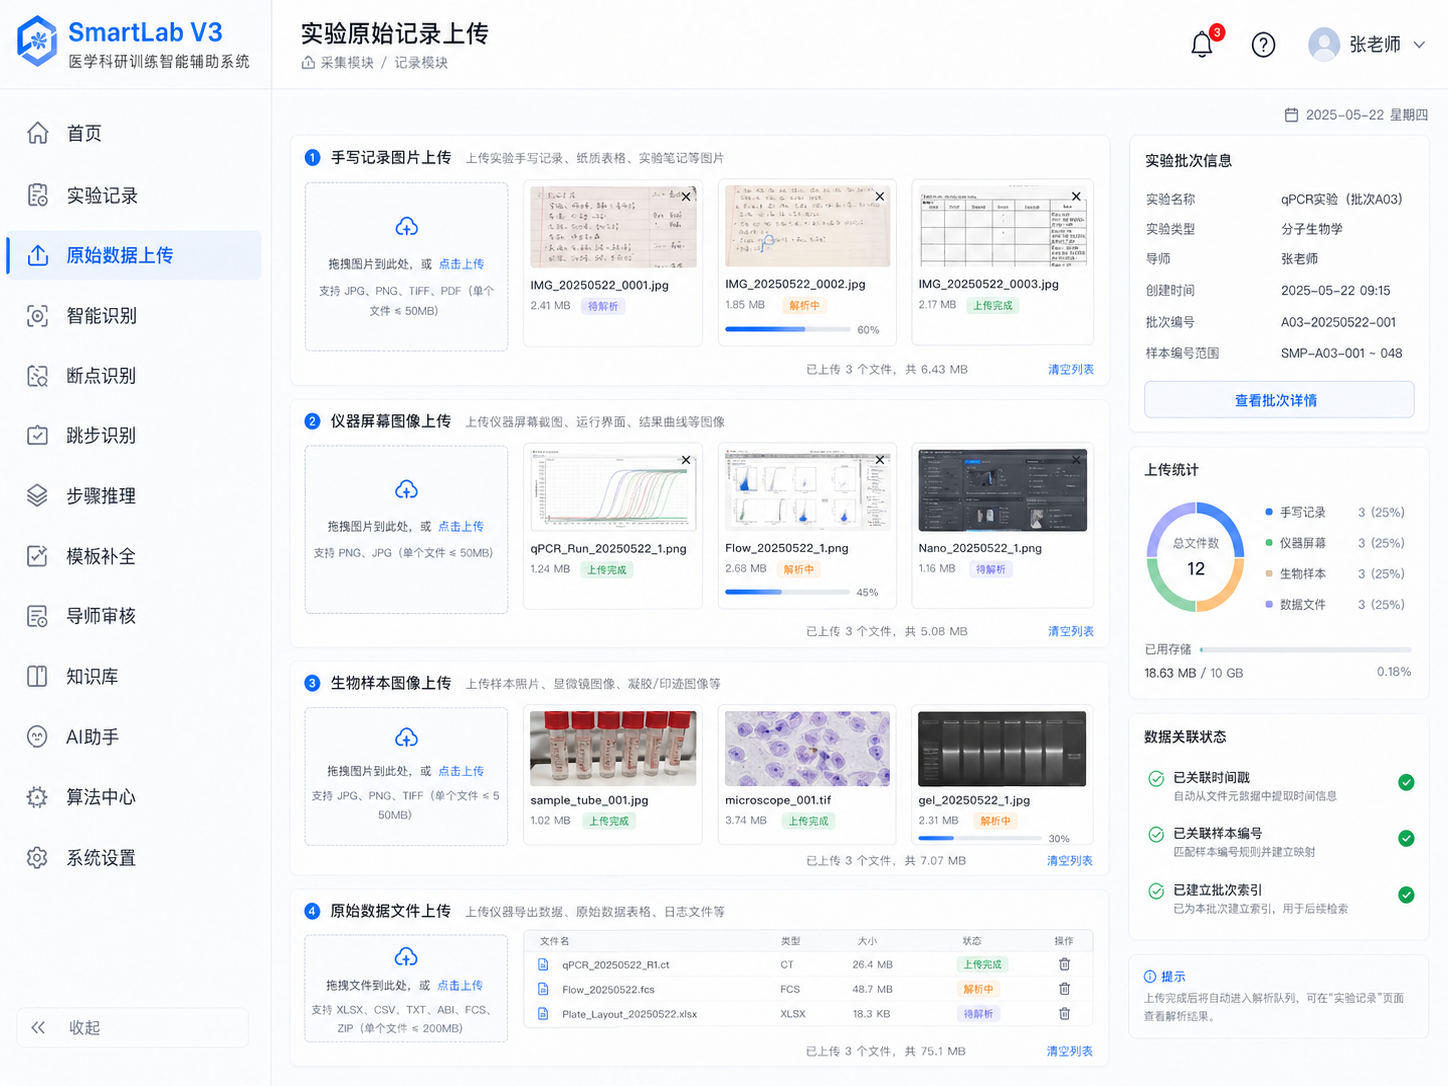 SmartLab V3
医学科研训练智能辅助系统
首页
实验记录
原始数据上传
智能识别
断点识别
跳步识别
步骤推理
模板补全
导师审核
知识库
AI助手
算法中心
系统设置
收起
实验原始记录上传
采集模块 / 记录模块
3
张老师
2025-05-22 星期四
1 手写记录图片上传 上传实验手写记录、纸质表格、实验笔记等图片
拖拽图片到此处，或 点击上传
支持 JPG、PNG、TIFF、PDF（单个
文件 ≤ 50MB）
IMG_20250522_0001.jpg
2.41 MB 待解析
IMG_20250522_0002.jpg
1.85 MB 解析中
60%
IMG_20250522_0003.jpg
2.17 MB 上传完成
已上传 3 个文件，共 6.43 MB
清空列表
2 仪器屏幕图像上传 上传仪器屏幕截图、运行界面、结果曲线等图像
拖拽图片到此处，或 点击上传
支持 PNG、JPG（单个文件 ≤ 50MB）
qPCR_Run_20250522_1.png
1.24 MB 上传完成
Flow_20250522_1.png
2.68 MB 解析中
45%
Nano_20250522_1.png
1.16 MB 待解析
已上传 3 个文件，共 5.08 MB
清空列表
3 生物样本图像上传 上传样本照片、显微镜图像、凝胶/印迹图像等
拖拽图片到此处，或 点击上传
支持 JPG、PNG、TIFF（单个文件 ≤ 5
50MB）
sample_tube_001.jpg
1.02 MB 上传完成
microscope_001.tif
3.74 MB 上传完成
gel_20250522_1.jpg
2.31 MB 解析中
30%
已上传 3 个文件，共 7.07 MB
清空列表
4 原始数据文件上传 上传仪器导出数据、原始数据表格、日志文件等
拖拽文件到此处，或 点击上传
支持 XLSX、CSV、TXT、ABI、FCS、
ZIP（单个文件 ≤ 200MB）
文件名 类型 大小 状态 操作
qPCR_20250522_R1.ct CT 26.4 MB 上传完成
Flow_20250522.fcs FCS 48.7 MB 解析中
Plate_Layout_20250522.xlsx XLSX 18.3 KB 待解析
已上传 3 个文件，共 75.1 MB
清空列表
实验批次信息
实验名称 qPCR实验（批次A03）
实验类型 分子生物学
导师 张老师
创建时间 2025-05-22 09:15
批次编号 A03-20250522-001
样本编号范围 SMP-A03-001 ~ 048
查看批次详情
上传统计
总文件数
12
手写记录 3 (25%)
仪器屏幕 3 (25%)
生物样本 3 (25%)
数据文件 3 (25%)
已用存储
18.63 MB / 10 GB 0.18%
数据关联状态
已关联时间戳
自动从文件元数据中提取时间信息
已关联样本编号
匹配样本编号规则并建立映射
已建立批次索引
已为本批次建立索引，用于后续检索
提示
上传完成后将自动进入解析队列，可在“实验记录”页面
查看解析结果。